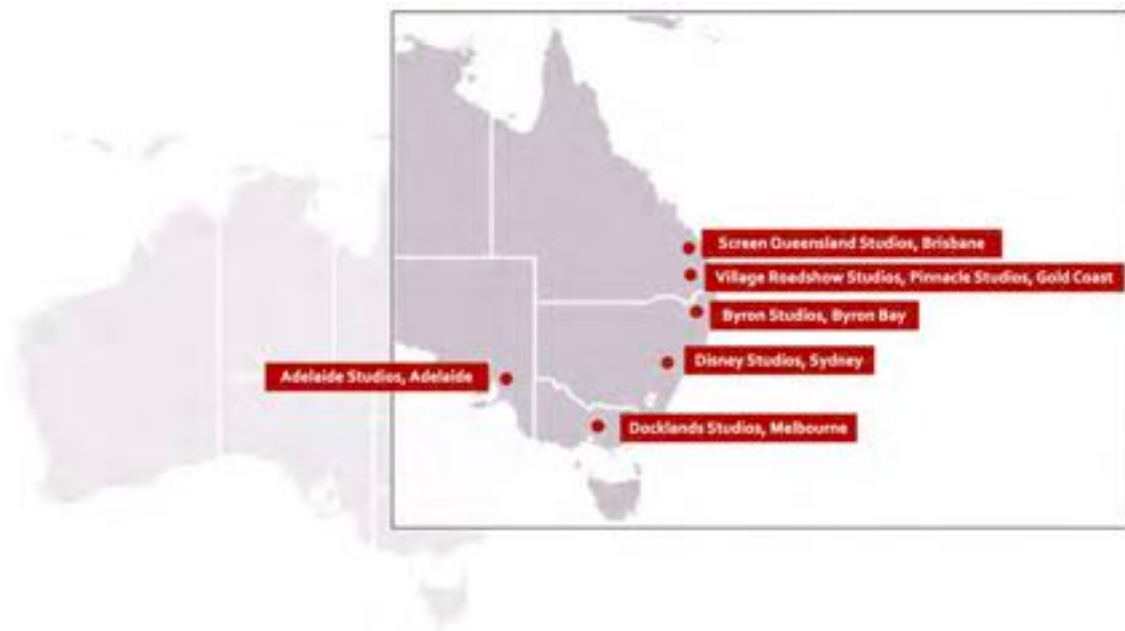 Screen Queensland Studios, Brisbane
Village Roadshow Studios, Pinnacle Studios, Gold Coast
Byron Studios, Byron Bay
Disney Studios, Sydney
Adelaide Studios, Adelaide
Docklands Studios, Melbourne